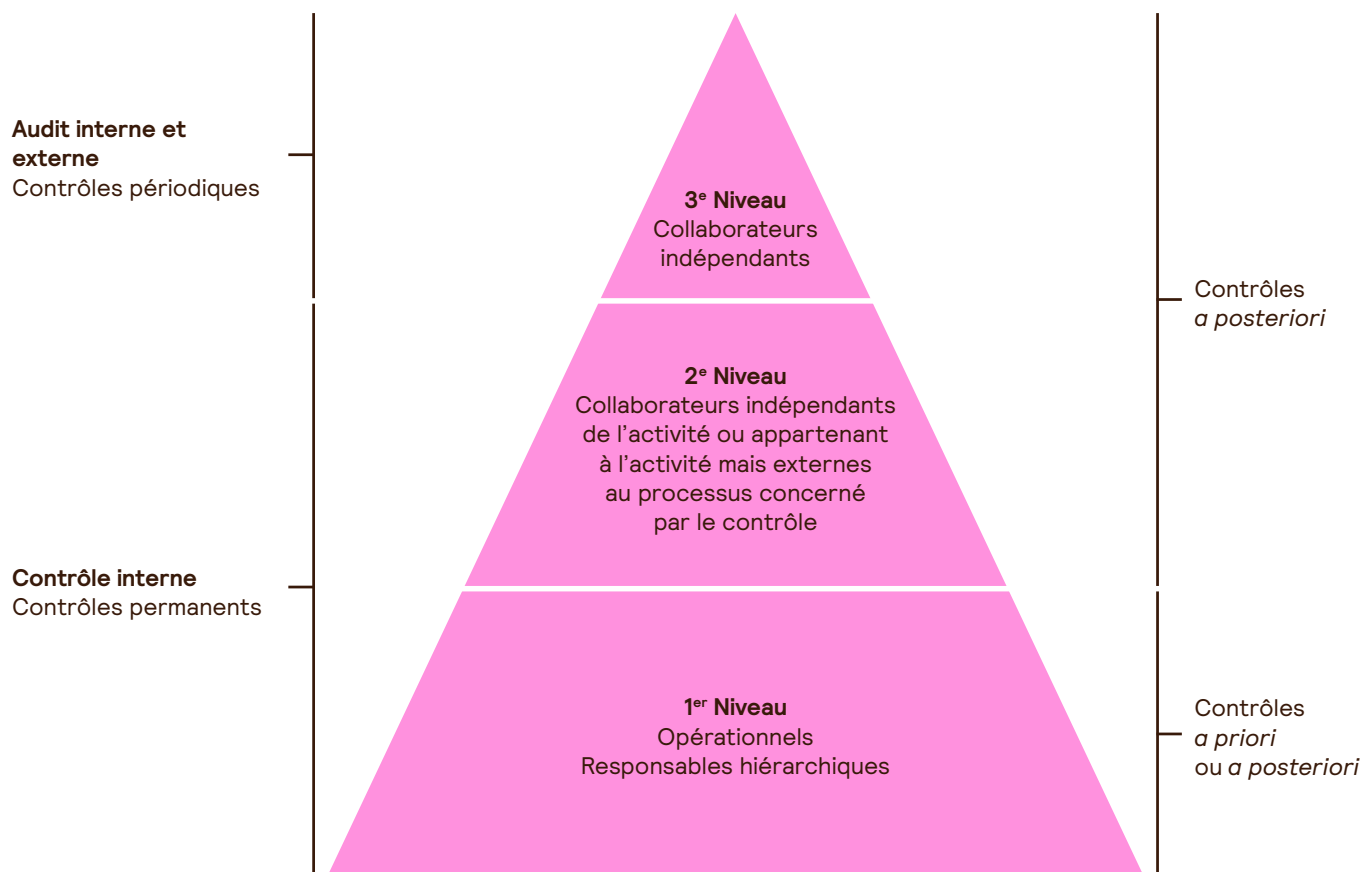 Audit interne et
externe
Contrôles périodiques
3e Niveau
Collaborateurs
indépendants
Contrôles
a posteriori
2e Niveau
Collaborateurs indépendants
de l’activité ou appartenant
à l’activité mais externes
au processus concerné
par le contrôle
Contrôle interne
Contrôles permanents
1er Niveau
Opérationnels
Responsables hiérarchiques
Contrôles
a priori
ou a posteriori